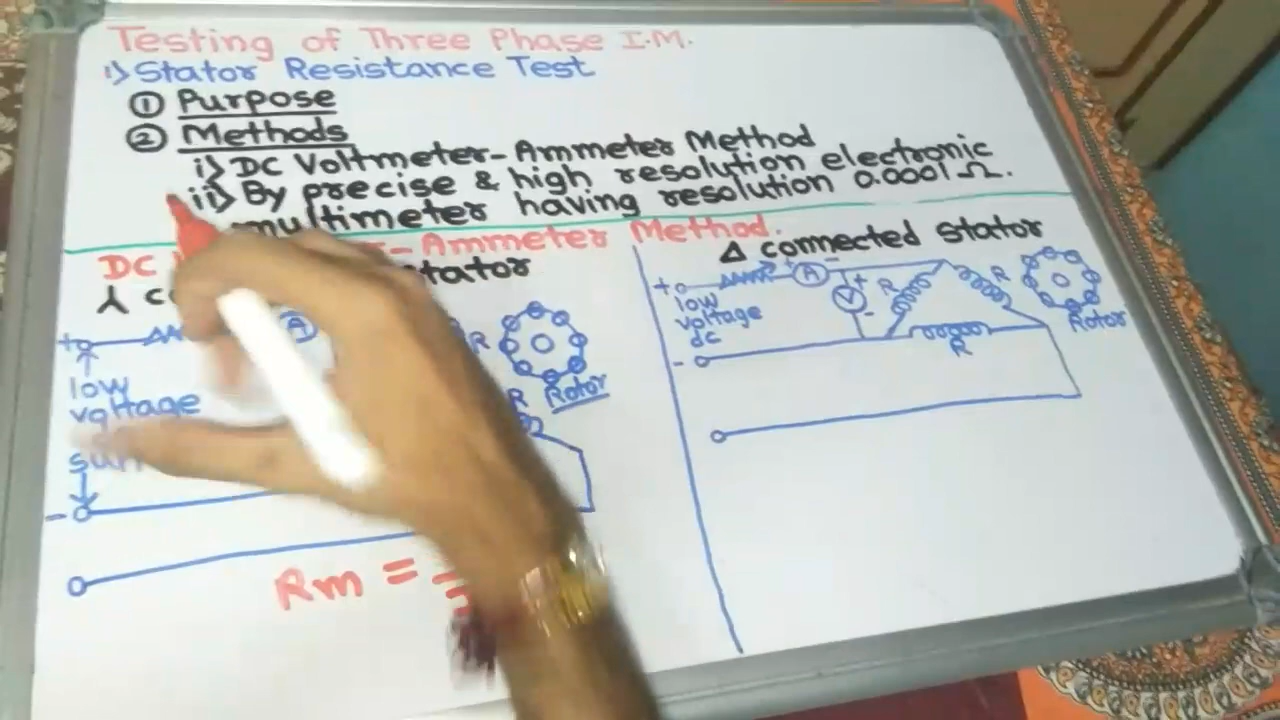 Testing of Three Phase I.M.
i) Stator Resistance Test
① Purpose
② Methods
i) DC Voltmeter-Ammeter Method
ii) By precise & high resolution electronic
multimeter having resolution 0.0001 Ω.
DC - Ammeter Method.
⅄
+
A
low
voltage
-
R
R
Rotor
Rm =
Δ connected stator
+
low
voltage
dc
-
+ A -
V + -
R
R
R
Rotor